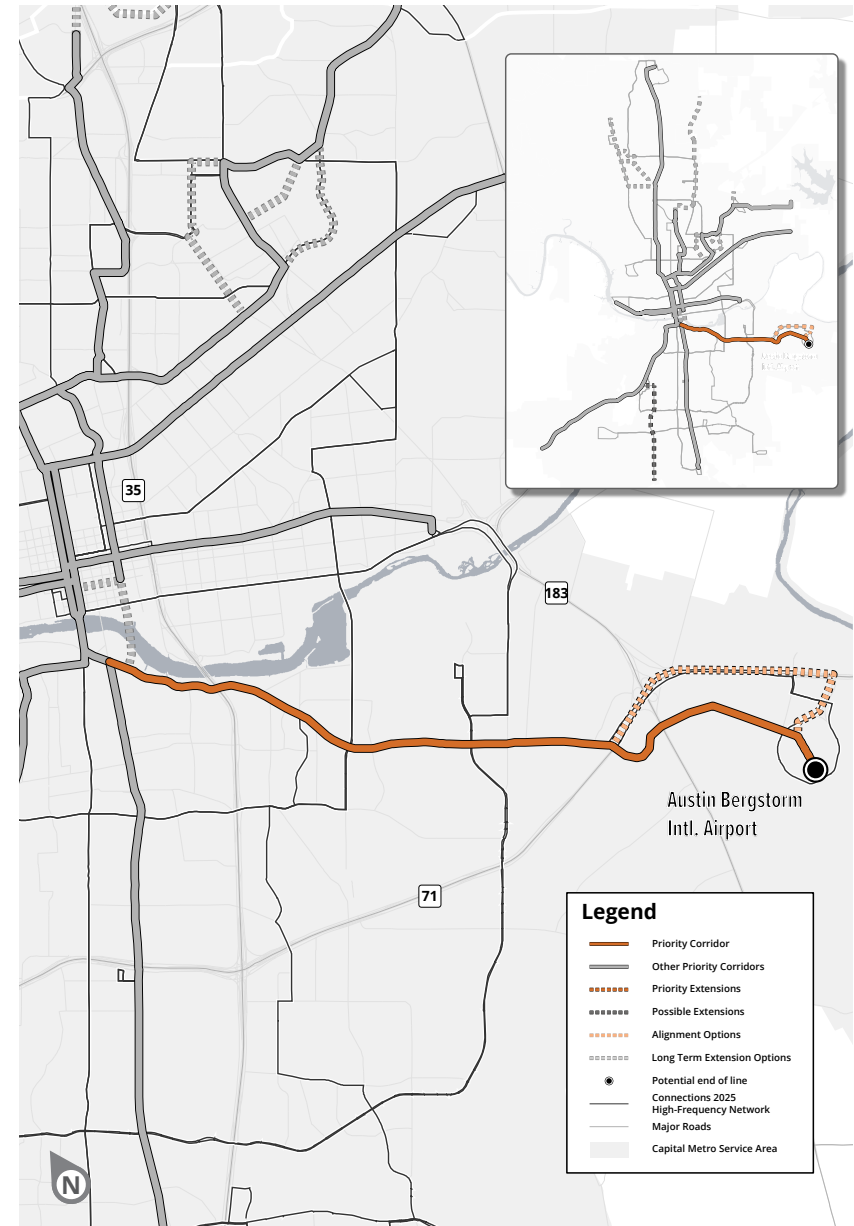 35
183
Austin Bergstorm
Intl. Airport
71
Legend
Priority Corridor
Other Priority Corridors
Priority Extensions
Possible Extensions
Alignment Options
Long Term Extension Options
Potential end of line
Connections 2025
High-Frequency Network
Major Roads
Capital Metro Service Area
N